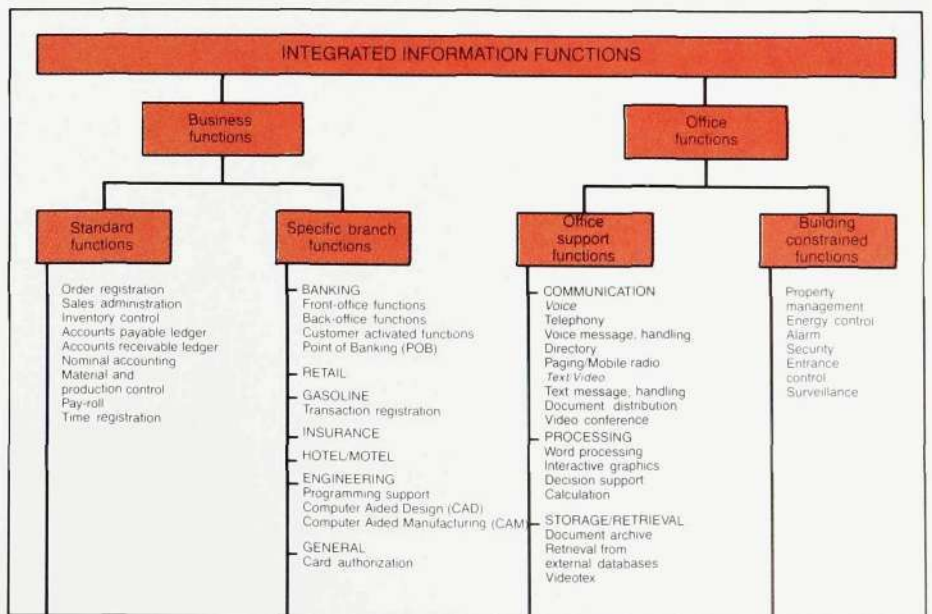 INTEGRATED INFORMATION FUNCTIONS
Business
functions
Office
functions
Standard
functions
Order registration
Sales administration
Inventory control
Accounts payable ledger
Accounts receivable ledger
Nominal accounting
Material and
production control
Pay-roll
Time registration
Specific branch
functions
BANKING
Front-office functions
Back-office functions
Customer activated functions
Point of Banking (POB)
RETAIL
GASOLINE
Transaction registration
INSURANCE
HOTEL/MOTEL
ENGINEERING
Programming support
Computer Aided Design (CAD)
Computer Aided Manufacturing (CAM)
GENERAL
Card authorization
Office
support
functions
COMMUNICATION
Voice
Telephony
Voice message, handling
Directory
Paging/Mobile radio
Text/Video
Text message, handling
Document distribution
Video conference
PROCESSING
Word processing
Interactive graphics
Decision support
Calculation
STORAGE/RETRIEVAL
Document archive
Retrieval from
external databases
Videotex
Building
constrained
functions
Property
management
Energy control
Alarm
Security
Entrance
control
Surveillance